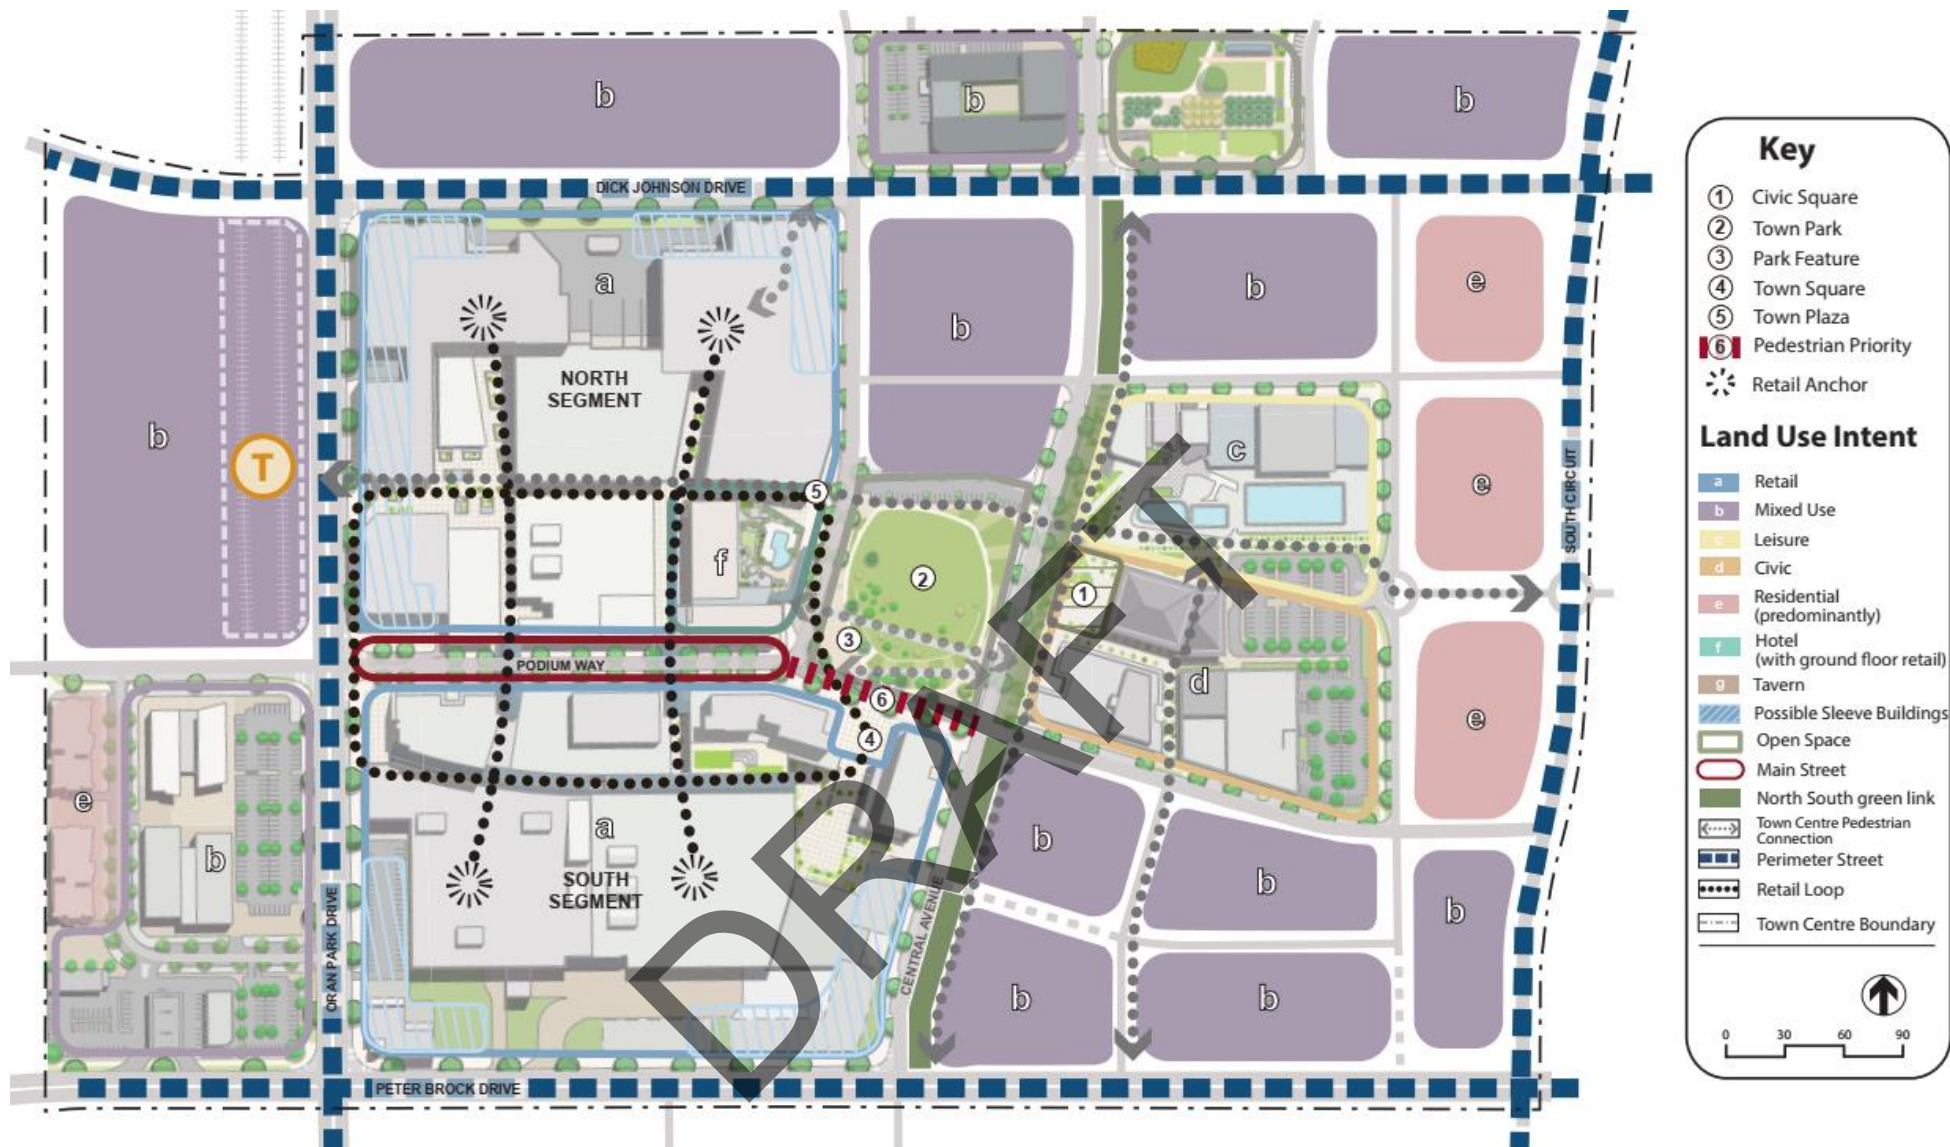 b
b
b
DICK JOHNSON DRIVE
a
b
b
e
b
NORTH
SEGMENT
T
c
e
5
f
2
1
SOUTH CIRCUIT
3
PODIUM WAY
6
d
4
e
e
b
a
SOUTH
SEGMENT
b
b
b
ORAN PARK DRIVE
CENTRAL AVENUE
b
b
PETER BROCK DRIVE
DRAFT
Key
1 Civic Square
2 Town Park
3 Park Feature
4 Town Square
5 Town Plaza
6 Pedestrian Priority
Retail Anchor
Land Use Intent
a Retail
b Mixed Use
c Leisure
d Civic
e Residential
(predominantly)
f Hotel
(with ground floor retail)
g Tavern
Possible Sleeve Buildings
Open Space
Main Street
North South green link
Town Centre Pedestrian
Connection
Perimeter Street
Retail Loop
Town Centre Boundary
0 30 60 90